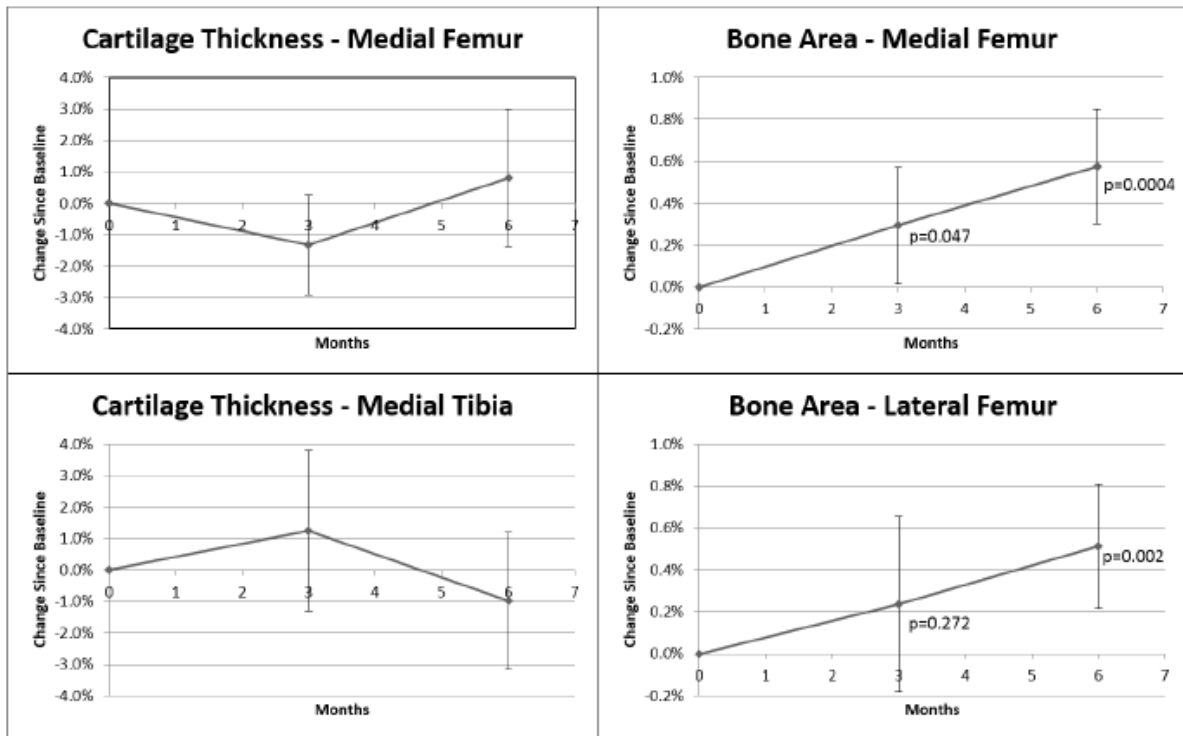 Cartilage Thickness - Medial Femur
4.0%
3.0%
2.0%
1.0%
0.0%
-1.0%
-2.0%
-3.0%
-4.0%
Change Since Baseline
0 1 2 3 4 5 6 7
Months
Bone Area - Medial Femur
1.0%
0.8%
0.6%
0.4%
0.2%
0.0%
-0.2%
Change Since Baseline
p=0.047
p=0.0004
0 1 2 3 4 5 6 7
Months
Cartilage Thickness - Medial Tibia
4.0%
3.0%
2.0%
1.0%
0.0%
-1.0%
-2.0%
-3.0%
-4.0%
Change Since Baseline
0 1 2 3 4 5 6 7
Months
Bone Area - Lateral Femur
1.0%
0.8%
0.6%
0.4%
0.2%
0.0%
-0.2%
Change Since Baseline
p=0.272
p=0.002
0 1 2 3 4 5 6 7
Months